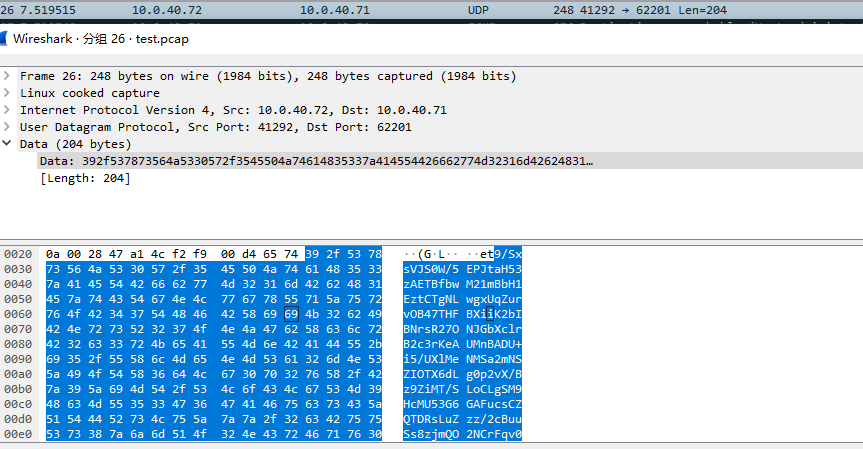 26 7.519515 10.0.40.72 10.0.40.71 UDP 248 41292 → 62201 Len=204
Wireshark · 分组 26 · test.pcap
Frame 26: 248 bytes on wire (1984 bits), 248 bytes captured (1984 bits)
Linux cooked capture
Internet Protocol Version 4, Src: 10.0.40.72, Dst: 10.0.40.71
User Datagram Protocol, Src Port: 41292, Dst Port: 62201
Data (204 bytes)
Data: 392f537873564a5330572f3545504a74614835337a414554426662774d32316d42624831…
[Length: 204]
0020 0a 00 28 47 a1 4c f2 f9 00 d4 65 74 39 2f 53 78 ··(G·L·· ··et9/Sx
0030 73 56 4a 53 30 57 2f 35 45 50 4a 74 61 48 35 33 sVJS0W/5 EPJtaH53
0040 7a 41 45 54 42 66 62 77 4d 32 31 6d 42 62 48 31 zAETBfbw M21mBbH1
0050 45 7a 74 43 54 67 4e 4c 77 67 78 55 71 5a 75 72 EztCTgNL wgxUqZur
0060 76 4f 42 34 37 54 48 46 42 58 69 69 4b 32 62 49 vOB47THF BXiiK2bI
0070 42 4e 72 73 52 32 37 4f 4e 4a 47 62 58 63 6c 72 BNrsR27O NJGbXclr
0080 42 32 63 33 72 4b 65 41 55 4d 6e 42 41 44 55 2b B2c3rKeA UMnBADU+
0090 69 35 2f 55 58 6c 4d 65 4e 4d 53 61 32 6d 4e 53 i5/UXlMe NMSa2mNS
00a0 5a 49 4f 54 58 36 64 4c 67 30 70 32 76 58 2f 42 ZIOTX6dL g0p2vX/B
00b0 7a 39 5a 69 4d 54 2f 53 4c 6f 43 4c 67 53 4d 39 z9ZiMT/S LoCLgSM9
00c0 48 63 4d 55 35 33 47 36 47 41 46 75 63 73 43 5a HcMU53G6 GAFucsCZ
00d0 51 54 44 52 73 4c 75 5a 7a 7a 2f 32 63 42 75 75 QTDRsLuZ zz/2cBuu
00e0 53 73 38 7a 6a 6d 51 4f 32 4e 43 72 46 71 76 30 Ss8zjmQO 2NCrFqv0